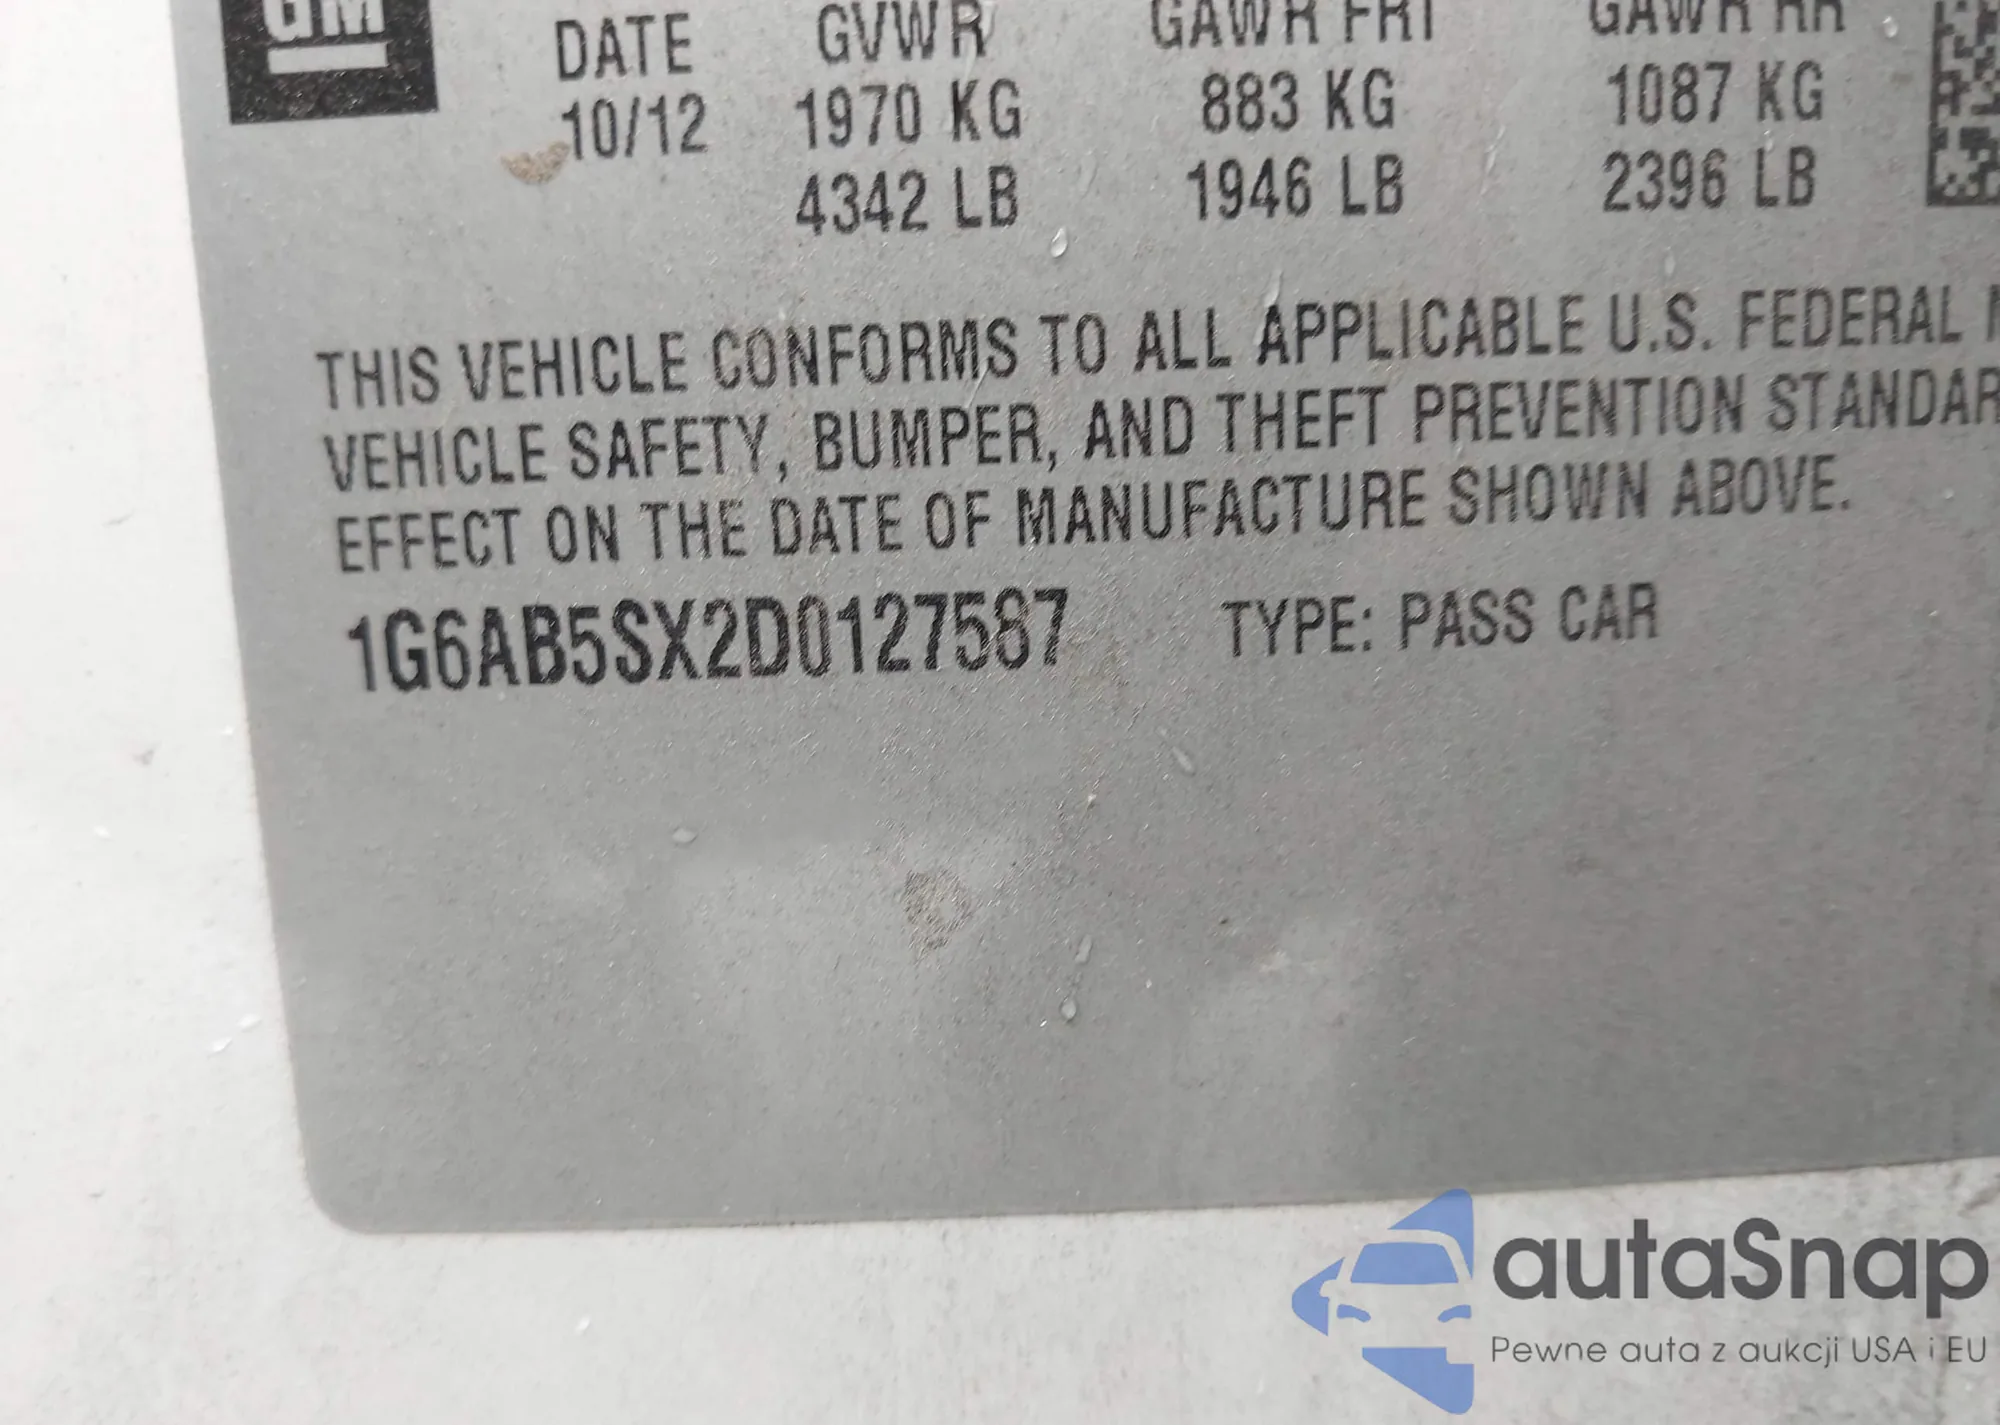 GM
DATE GVWR GAWR FRT GAWR RR
10/12 1970 KG 883 KG 1087 KG
4342 LB 1946 LB 2396 LB
THIS VEHICLE CONFORMS TO ALL APPLICABLE U.S. FEDERAL
VEHICLE SAFETY, BUMPER, AND THEFT PREVENTION STANDAR
EFFECT ON THE DATE OF MANUFACTURE SHOWN ABOVE.
1G6AB5SX2D0127587 TYPE: PASS CAR
autaSnap
Pewne auta z aukcji USA i EU